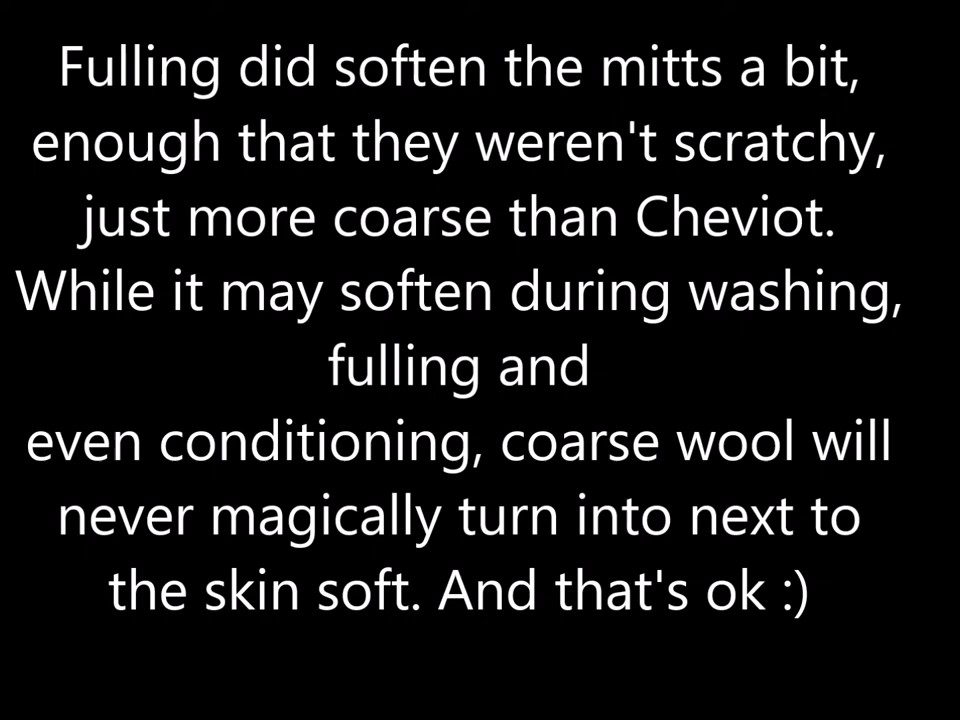 Fulling did soften the mitts a bit,
enough that they weren't scratchy,
just more coarse than Cheviot.
While it may soften during washing,
fulling and
even conditioning, coarse wool will
never magically turn into next to
the skin soft. And that's ok :)